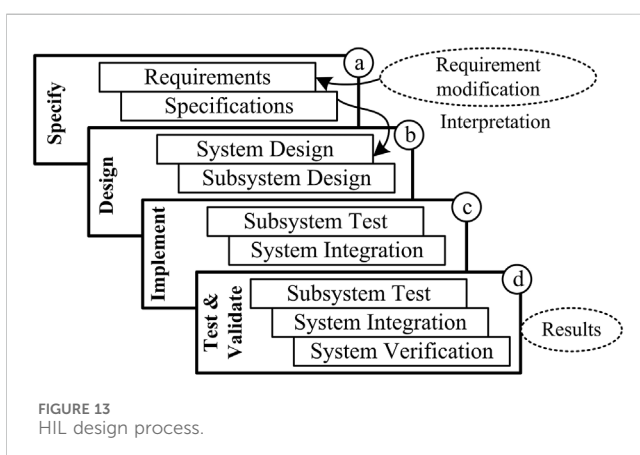 a
Requirements
Specifications
Specify
Requirement
modification
Interpretation
b
System Design
Subsystem Design
Design
c
Subsystem Test
System Integration
Implement
d
Subsystem Test
System Integration
System Verification
Test &
Validate
Results
FIGURE 13
HIL design process.